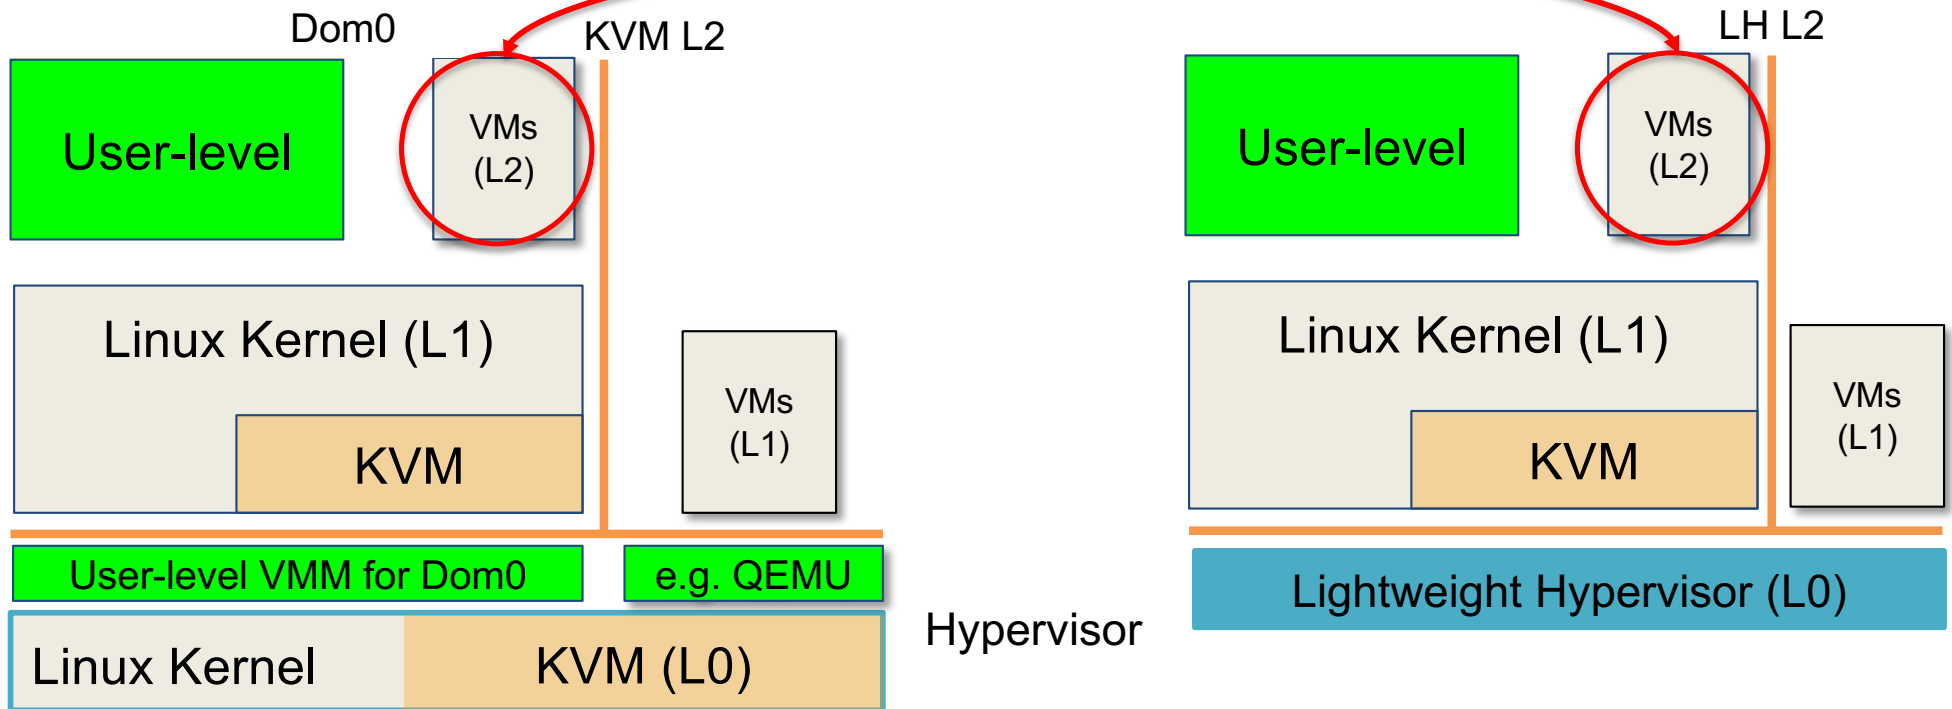 Dom0
KVM L2
User-level
VMs
(L2)
Linux Kernel (L1)
KVM
VMs
(L1)
User-level VMM for Dom0
e.g. QEMU
Linux Kernel
KVM (L0)
Hypervisor
LH L2
User-level
VMs
(L2)
Linux Kernel (L1)
KVM
VMs
(L1)
Lightweight Hypervisor (L0)